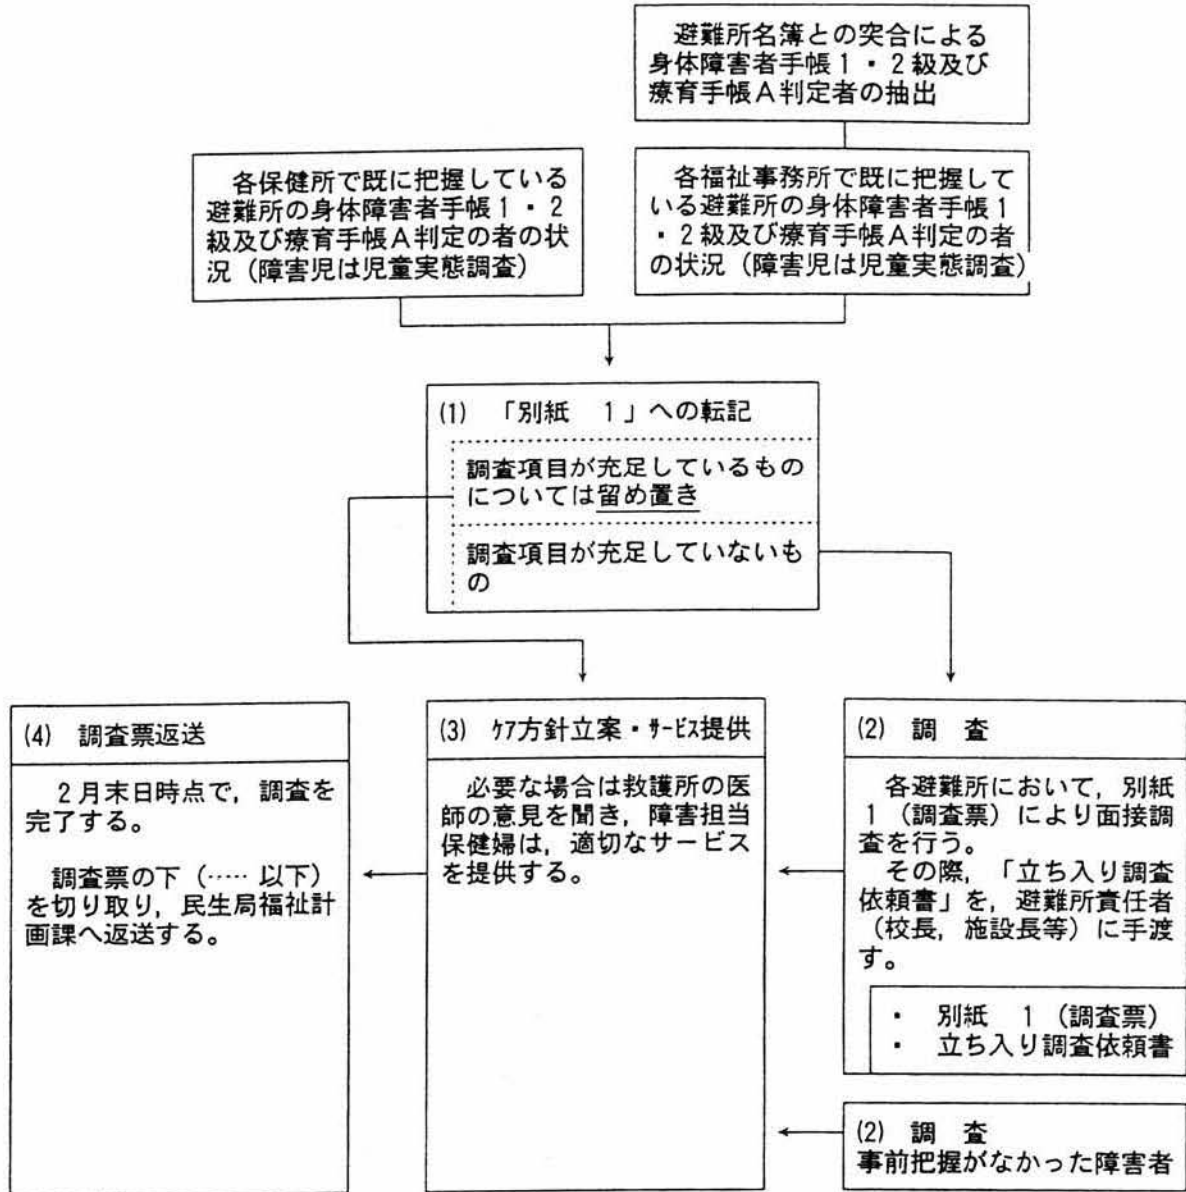 避難所名簿との突合による
身体障害者手帳1・2級及び
療育手帳A判定者の抽出
各保健所で既に把握している
避難所の身体障害者手帳1・2
級及び療育手帳A判定の者の状
況（障害児は児童実態調査）
各福祉事務所で既に把握して
いる避難所の身体障害者手帳1
・2級及び療育手帳A判定の者
の状況（障害児は児童実態調査）
(1) 「別紙 1」への転記
調査項目が充足しているもの
については留め置き
調査項目が充足していないも
の
(4) 調査票返送
2月末日時点で，調査を
完了する。
調査票の下（…… 以下）
を切り取り，民生局福祉計
画課へ返送する。
(3) ｹｱ方針立案・ｻｰﾋﾞｽ提供
必要な場合は救護所の医
師の意見を聞き，障害担当
保健婦は，適切なサービス
を提供する。
(2) 調 査
各避難所において，別紙
1（調査票）により面接調
査を行う。
その際，「立ち入り調査
依頼書」を，避難所責任者
（校長，施設長等）に手渡
す。
・ 別紙 1（調査票）
・ 立ち入り調査依頼書
(2) 調 査
事前把握がなかった障害者